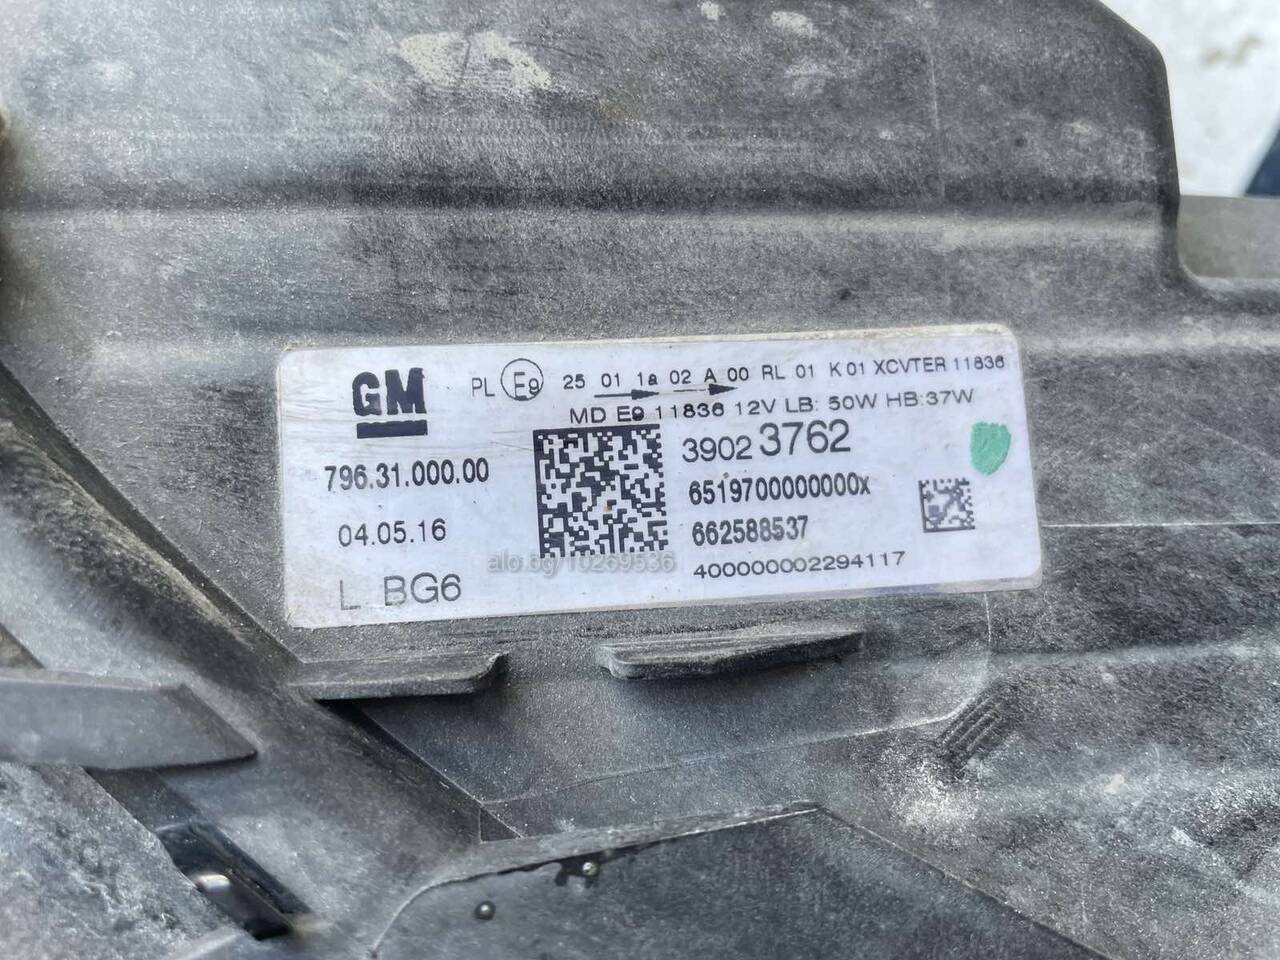 GM
PL E9 25 01 1a 02 A 00 RL 01 K 01 XCVTER 11836
MD E9 11836 12V LB: 50W HB:37W
39023762
796.31.000.00
6519700000000x
04.05.16
662588537
L BG6
400000002294117
alo.bg/10269536